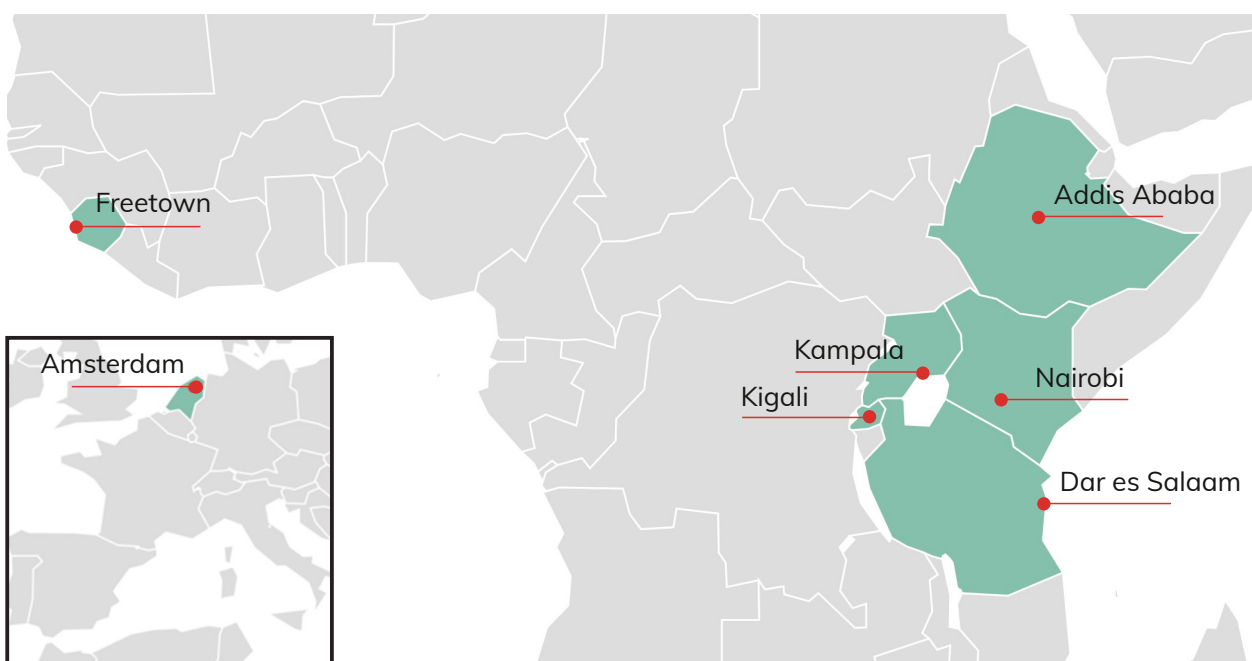 Freetown
Addis Ababa
Amsterdam
Kampala
Nairobi
Kigali
Dar es Salaam